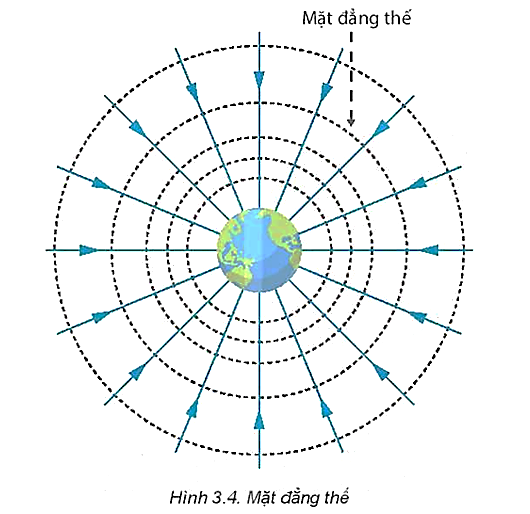 Mặt đẳng thế
Hình 3.4. Mặt đẳng thế